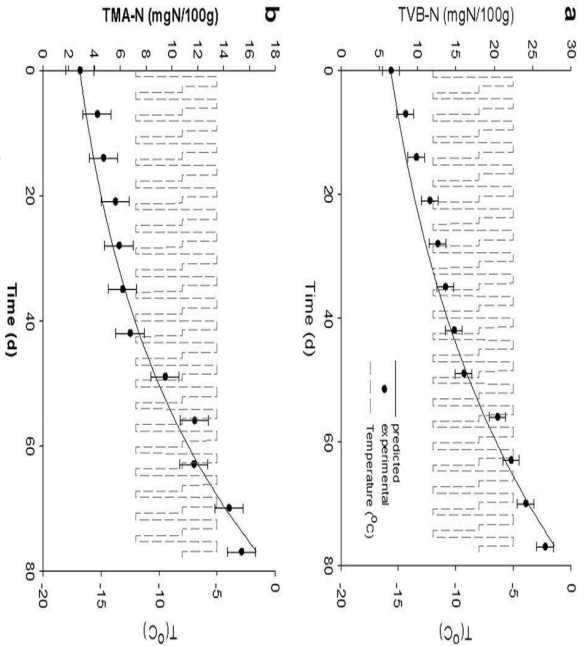 a
TVB-N (mgN/100g)
30
25
20
15
10
5
0
0
-5
-10
-15
-20
T(°C)
predicted
experimental
Temperature (°C)
0 20 40 60 80
Time (d)
b
TMA-N (mgN/100g)
18
16
14
12
10
8
6
4
2
0
0
-5
-10
-15
-20
T(°C)
0 20 40 60 80
Time (d)